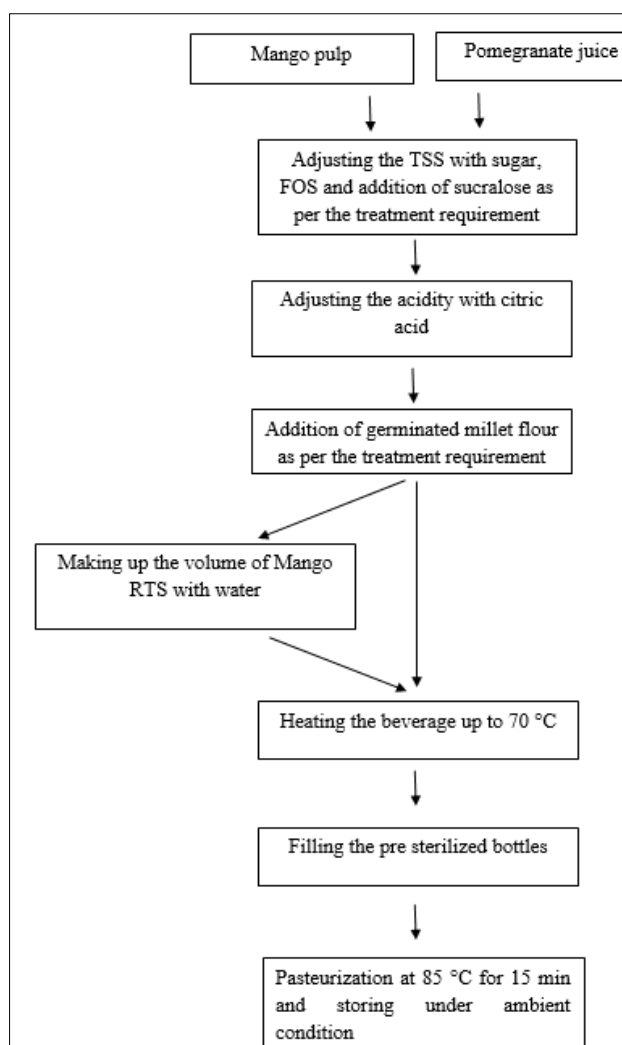 Mango pulp
Pomegranate juice
Adjusting the TSS with sugar,
FOS and addition of sucralose as
per the treatment requirement
Adjusting the acidity with citric
acid
Addition of germinated millet flour
as per the treatment requirement
Making up the volume of Mango
RTS with water
Heating the beverage up to 70 °C
Filling the pre sterilized bottles
Pasteurization at 85 °C for 15 min
and storing under ambient
condition